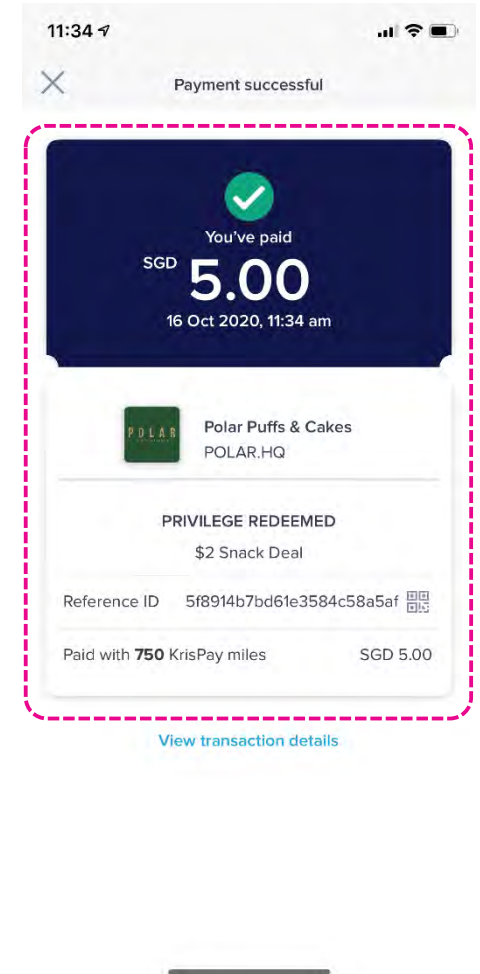 11:34
Payment successful
You've paid
SGD 5.00
16 Oct 2020, 11:34 am
POLAR
Polar Puffs & Cakes
POLAR.HQ
PRIVILEGE REDEEMED
$2 Snack Deal
Reference ID 5f8914b7bd61e3584c58a5af
Paid with 750 KrisPay miles SGD 5.00
View transaction details